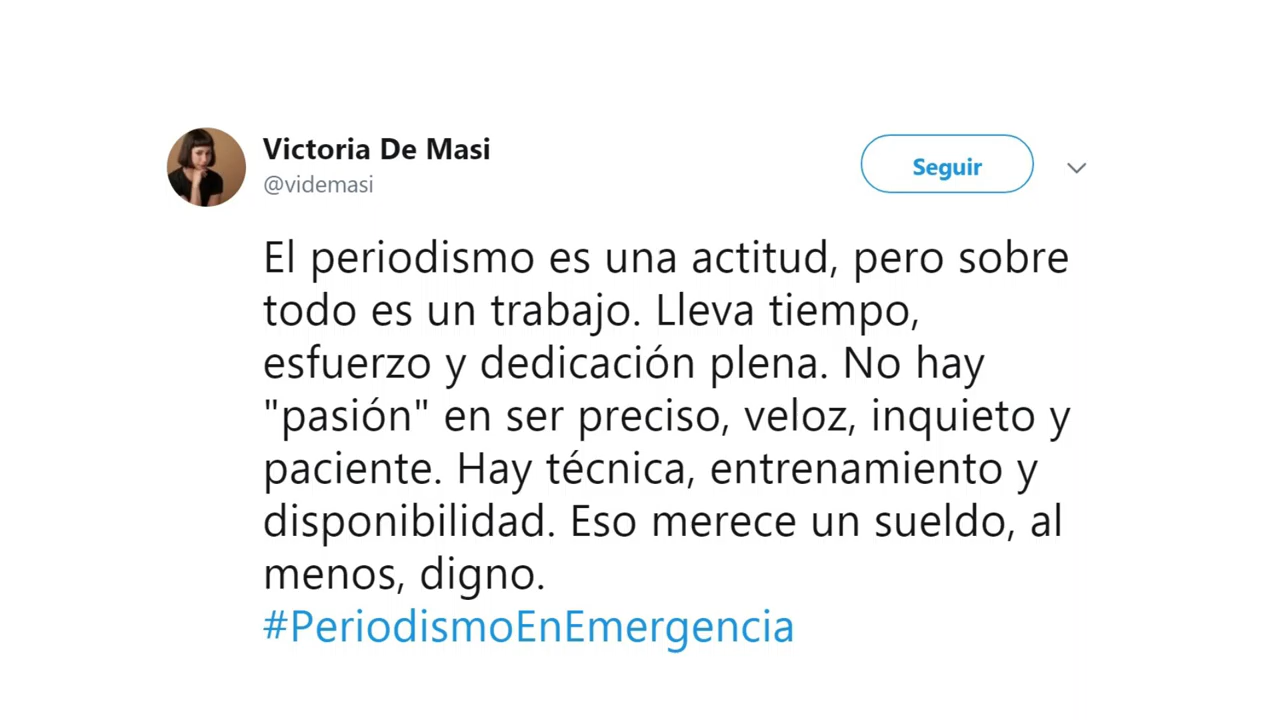 Victoria De Masi
@videmasi
Seguir
El periodismo es una actitud, pero sobre
todo es un trabajo. Lleva tiempo,
esfuerzo y dedicación plena. No hay
"pasión" en ser preciso, veloz, inquieto y
paciente. Hay técnica, entrenamiento y
disponibilidad. Eso merece un sueldo, al
menos, digno.
#PeriodismoEnEmergencia